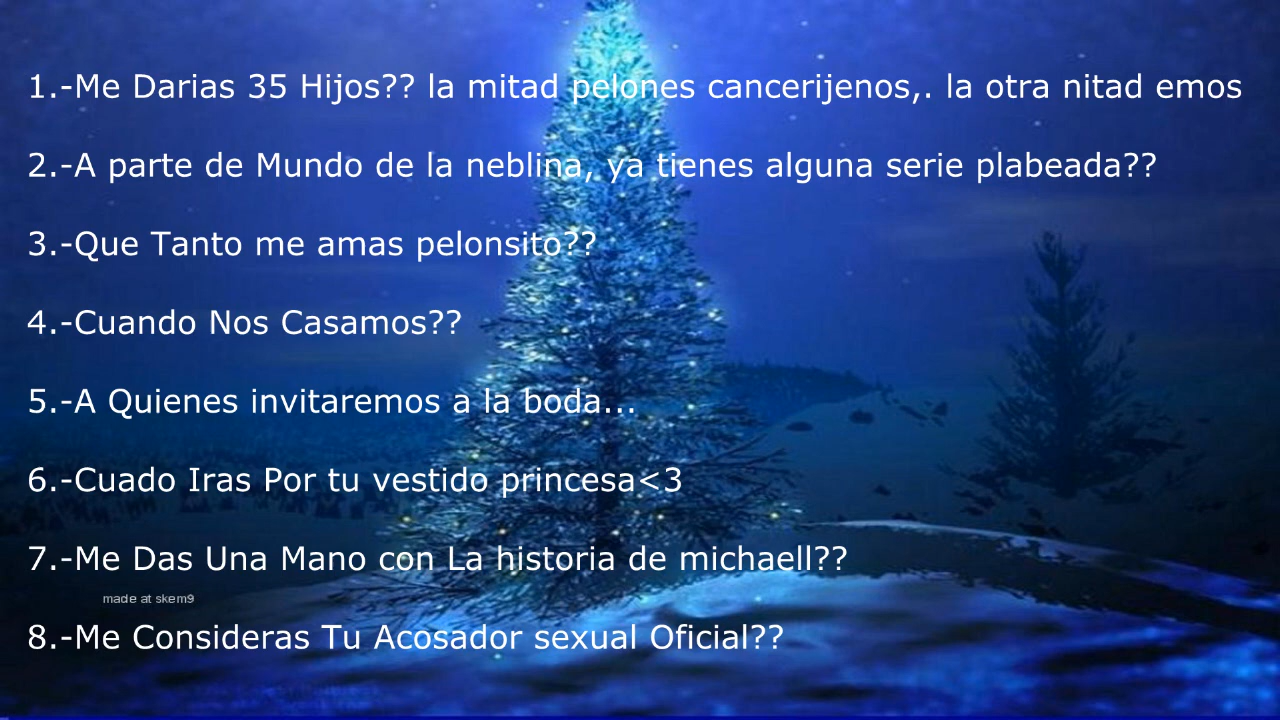 1.-Me Darias 35 Hijos?? la mitad pelones cancerijenos,. la otra nitad emos
2.-A parte de Mundo de la neblina, ya tienes alguna serie plabeada??
3.-Que Tanto me amas pelonsito??
4.-Cuando Nos Casamos??
5.-A Quienes invitaremos a la boda...
6.-Cuado Iras Por tu vestido princesa<3
7.-Me Das Una Mano con La historia de michaell??
made at skem9
8.-Me Consideras Tu Acosador sexual Oficial??